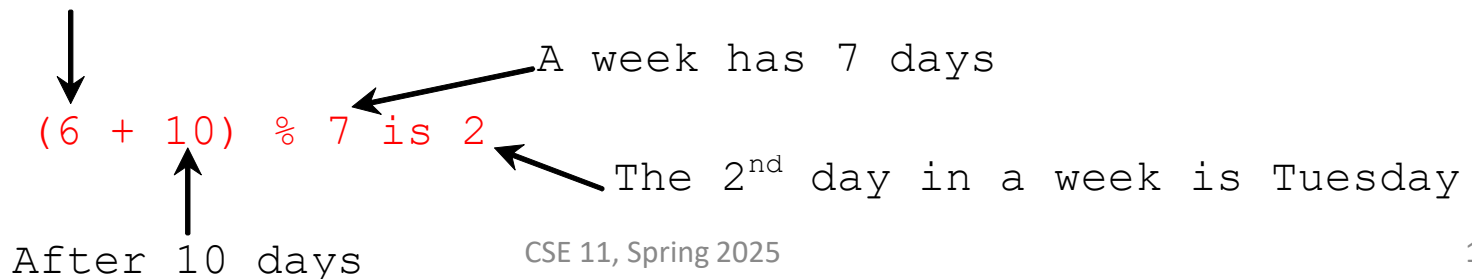 A week has 7 days
(6 + 10) % 7 is 2
The 2nd day in a week is Tuesday
After 10 days
CSE 11, Spring 2025
1